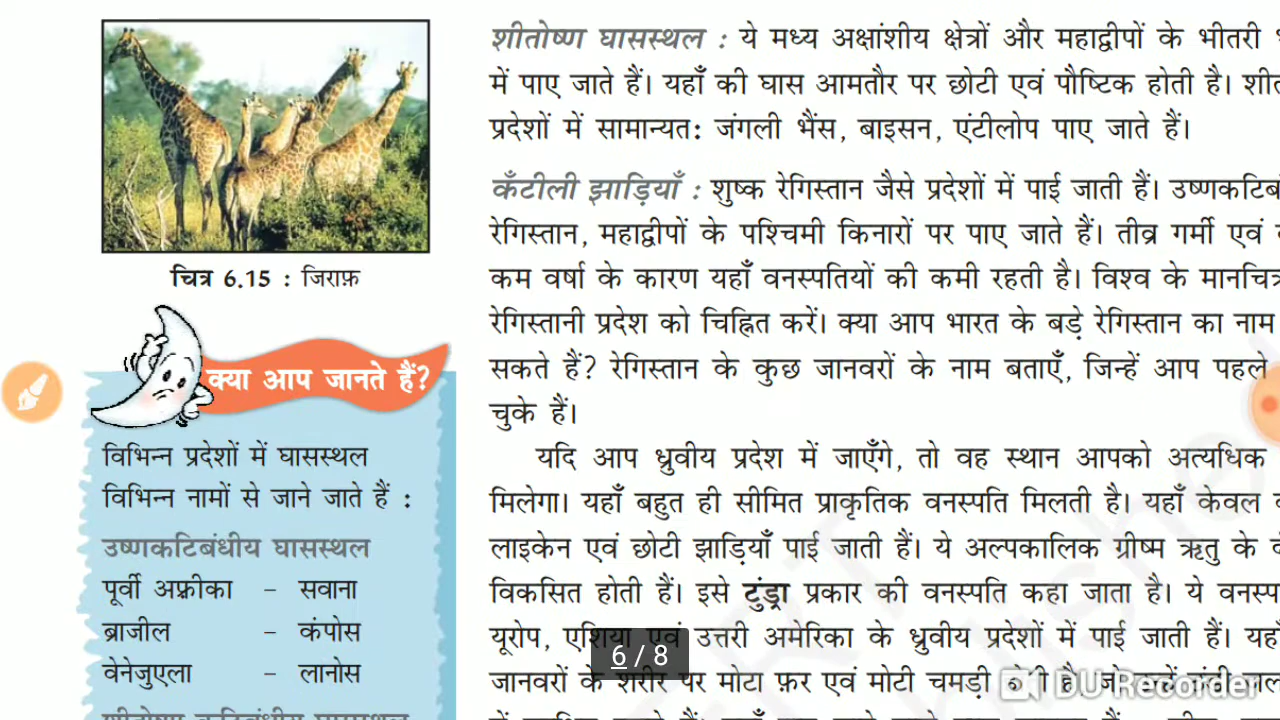 चित्र 6.15 : जिराफ़
क्या आप जानते हैं?
विभिन्न प्रदेशों में घासस्थल
विभिन्न नामों से जाने जाते हैं :
उष्णकटिबंधीय घासस्थल
पूर्वी अफ़्रीका – सवाना
ब्राजील – कंपोस
वेनेजुएला – लानोस
शीतोष्ण घासस्थल : ये मध्य अक्षांशीय क्षेत्रों और महाद्वीपों के भीतरी
में पाए जाते हैं। यहाँ की घास आमतौर पर छोटी एवं पौष्टिक होती है।
प्रदेशों में सामान्यत: जंगली भैंस, बाइसन, एंटीलोप पाए जाते हैं।
कँटीली झाड़ियाँ : शुष्क रेगिस्तान जैसे प्रदेशों में पाई जाती हैं।
रेगिस्तान, महाद्वीपों के पश्चिमी किनारों पर पाए जाते हैं। तीव्र गर्मी एवं
कम वर्षा के कारण यहाँ वनस्पतियों की कमी रहती है। विश्व के मानचित्र
रेगिस्तानी प्रदेश को चिह्नित करें। क्या आप भारत के बड़े रेगिस्तान का नाम
सकते हैं? रेगिस्तान के कुछ जानवरों के नाम बताएँ, जिन्हें आप पहले
चुके हैं।
यदि आप ध्रुवीय प्रदेश में जाएँगे, तो वह स्थान आपको अत्यधिक
मिलेगा। यहाँ बहुत ही सीमित प्राकृतिक वनस्पति मिलती है। यहाँ केवल
लाइकेन एवं छोटी झाड़ियाँ पाई जाती हैं। ये अल्पकालिक ग्रीष्म ऋतु के
विकसित होती हैं। इसे टुंड्रा प्रकार की वनस्पति कहा जाता है। ये
यूरोप, एशिया एवं उत्तरी अमेरिका के ध्रुवीय प्रदेशों में पाई जाती हैं।
जानवरों के शरीर पर मोटा फ़र एवं मोटी चमड़ी होती है।
6 / 8
DU Recorder